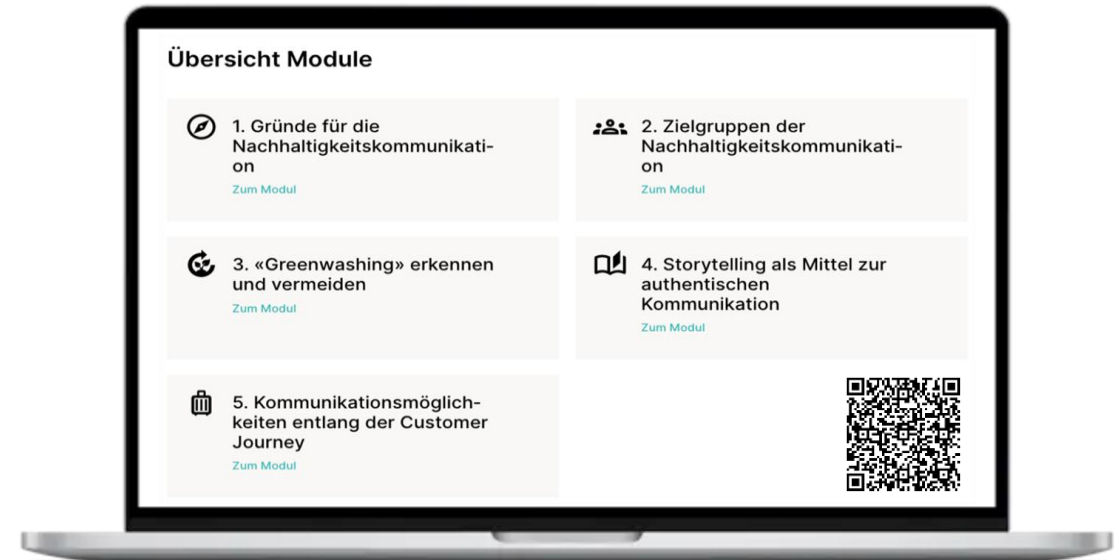 Übersicht Module
1. Gründe für die
Nachhaltigkeitskommunikati-
on
Zum Modul
2. Zielgruppen der
Nachhaltigkeitskommunikati-
on
Zum Modul
3. «Greenwashing» erkennen
und vermeiden
Zum Modul
4. Storytelling als Mittel zur
authentischen
Kommunikation
Zum Modul
5. Kommunikationsmöglich-
keiten entlang der Customer
Journey
Zum Modul